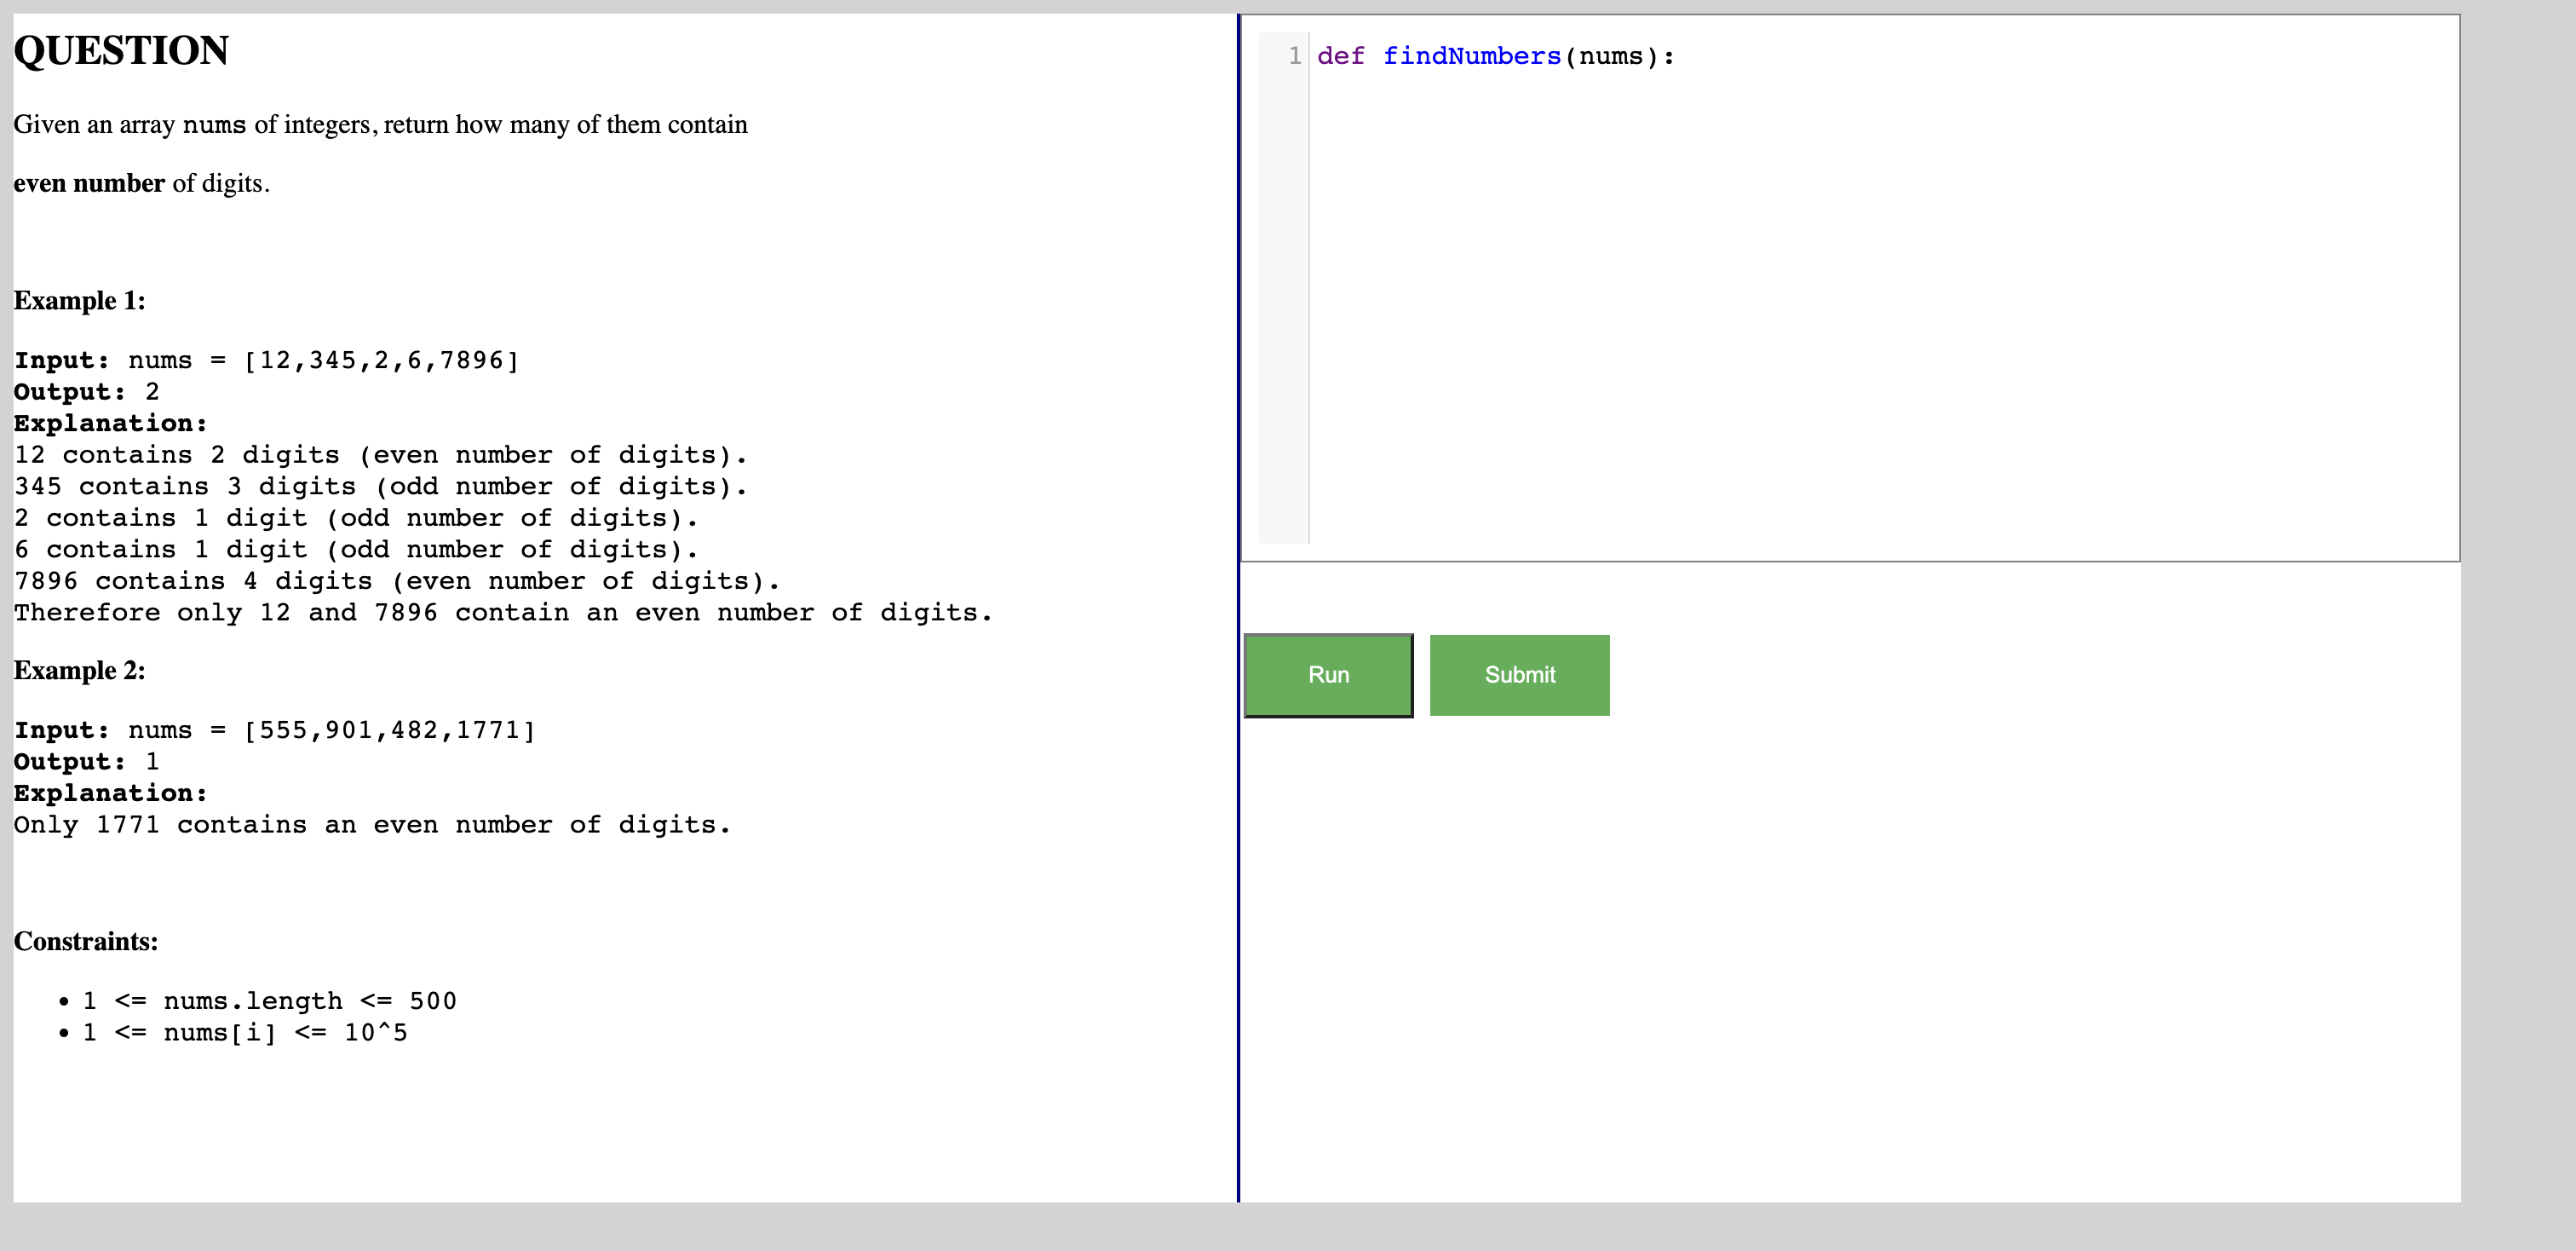 QUESTION
Given an array nums of integers, return how many of them contain
even number of digits.
Example 1:
Input: nums = [12,345,2,6,7896]
Output: 2
Explanation:
12 contains 2 digits (even number of digits).
345 contains 3 digits (odd number of digits).
2 contains 1 digit (odd number of digits).
6 contains 1 digit (odd number of digits).
7896 contains 4 digits (even number of digits).
Therefore only 12 and 7896 contain an even number of digits.
Example 2:
Input: nums = [555,901,482,1771]
Output: 1
Explanation:
Only 1771 contains an even number of digits.
Constraints:
• 1 <= nums.length <= 500
• 1 <= nums[i] <= 10^5
1 def findNumbers(nums):
Run Submit